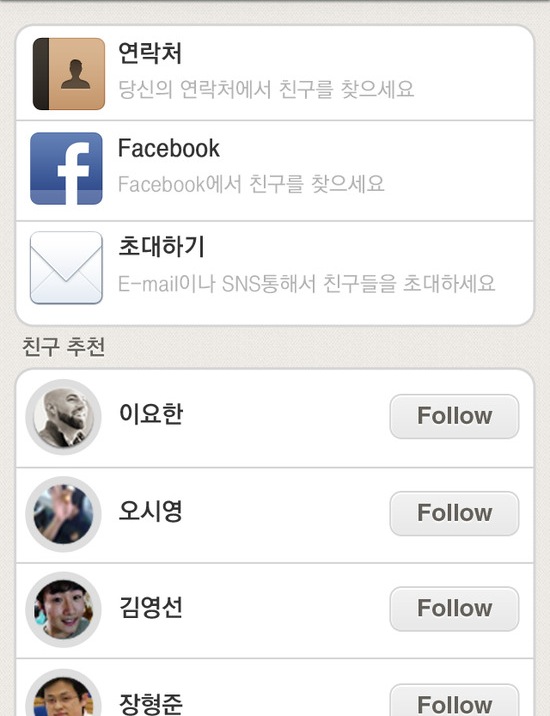 연락처
당신의 연락처에서 친구를 찾으세요
Facebook
Facebook에서 친구를 찾으세요
초대하기
E-mail이나 SNS통해서 친구들을 초대하세요
친구 추천
이요한
Follow
오시영
Follow
김영선
Follow
장형준
Follow